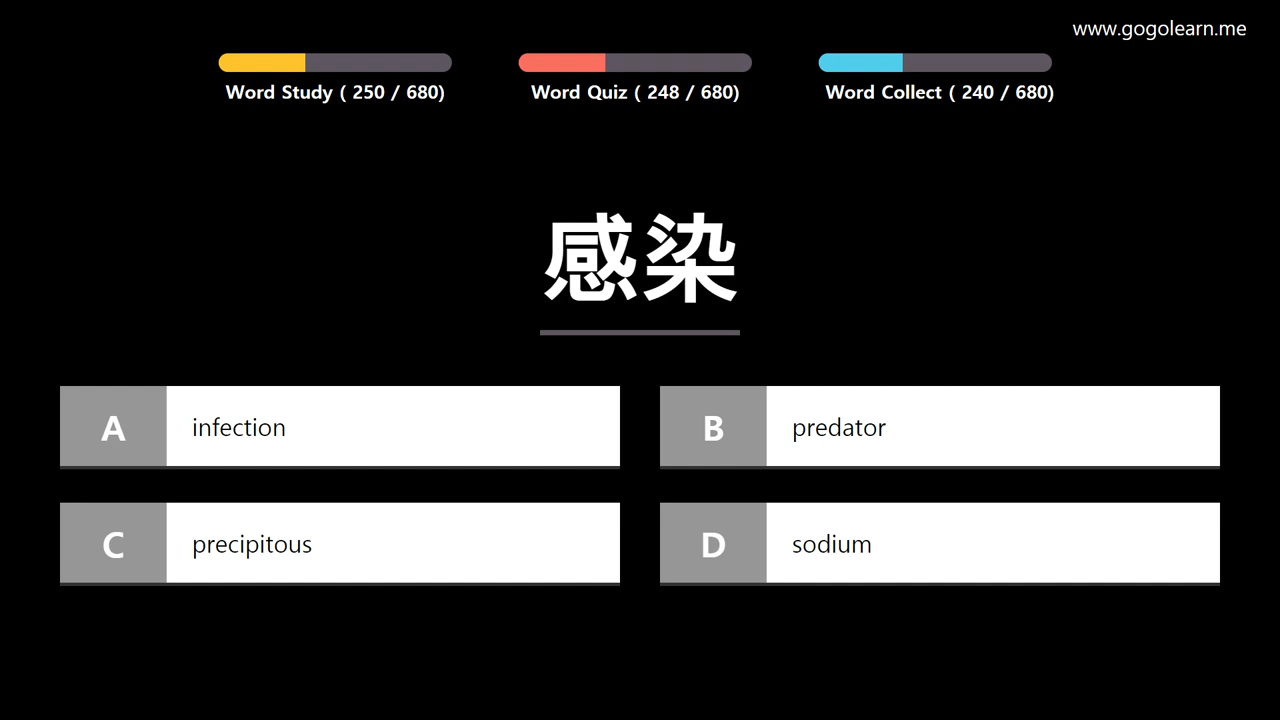 www.gogolearn.me
Word Study ( 250 / 680)
Word Quiz ( 248 / 680)
Word Collect ( 240 / 680)
感染
A infection
B predator
C precipitous
D sodium